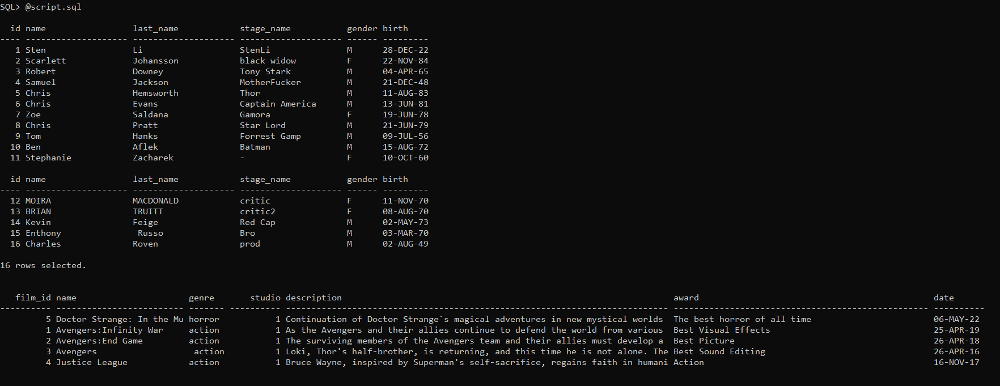 SQL> @script.sql
id name last_name stage_name gender birth
---- -------------------- -------------------- -------------------- ------ ---------
1 Sten Li StenLi M 28-DEC-22
2 Scarlett Johansson black widow F 22-NOV-84
3 Robert Downey Tony Stark M 04-APR-65
4 Samuel Jackson MotherFucker M 21-DEC-48
5 Chris Hemsworth Thor M 11-AUG-83
6 Chris Evans Captain America M 13-JUN-81
7 Zoe Saldana Gamora F 19-JUN-78
8 Chris Pratt Star Lord M 21-JUN-79
9 Tom Hanks Forrest Gamp M 09-JUL-56
10 Ben Aflek Batman M 15-AUG-72
11 Stephanie Zacharek - F 10-OCT-60
id name last_name stage_name gender birth
---- -------------------- -------------------- -------------------- ------ ---------
12 MOIRA MACDONALD critic F 11-NOV-70
13 BRIAN TRUITT critic2 F 08-AUG-70
14 Kevin Feige Red Cap M 02-MAY-73
15 Enthony Russo Bro M 03-MAR-70
16 Charles Roven prod M 02-AUG-49
16 rows selected.
film_id name genre studio description award date
---------- ------------------------- ------- ---------- --------------------------------------------------------------------------- -------------------------------------------------- ----------
5 Doctor Strange: In the Mu horror 1 Continuation of Doctor Strange`s magical adventures in new mystical worlds The best horror of all time 06-MAY-22
1 Avengers:Infinity War action 1 As the Avengers and their allies continue to defend the world from various Best Visual Effects 25-APR-19
2 Avengers:End Game action 1 The surviving members of the Avengers team and their allies must develop a Best Picture 26-APR-18
3 Avengers action 1 Loki, Thor's half-brother, is returning, and this time he is not alone. The Best Sound Editing 26-APR-16
4 Justice League action 1 Bruce Wayne, inspired by Superman's self-sacrifice, regains faith in humani Action 16-NOV-17